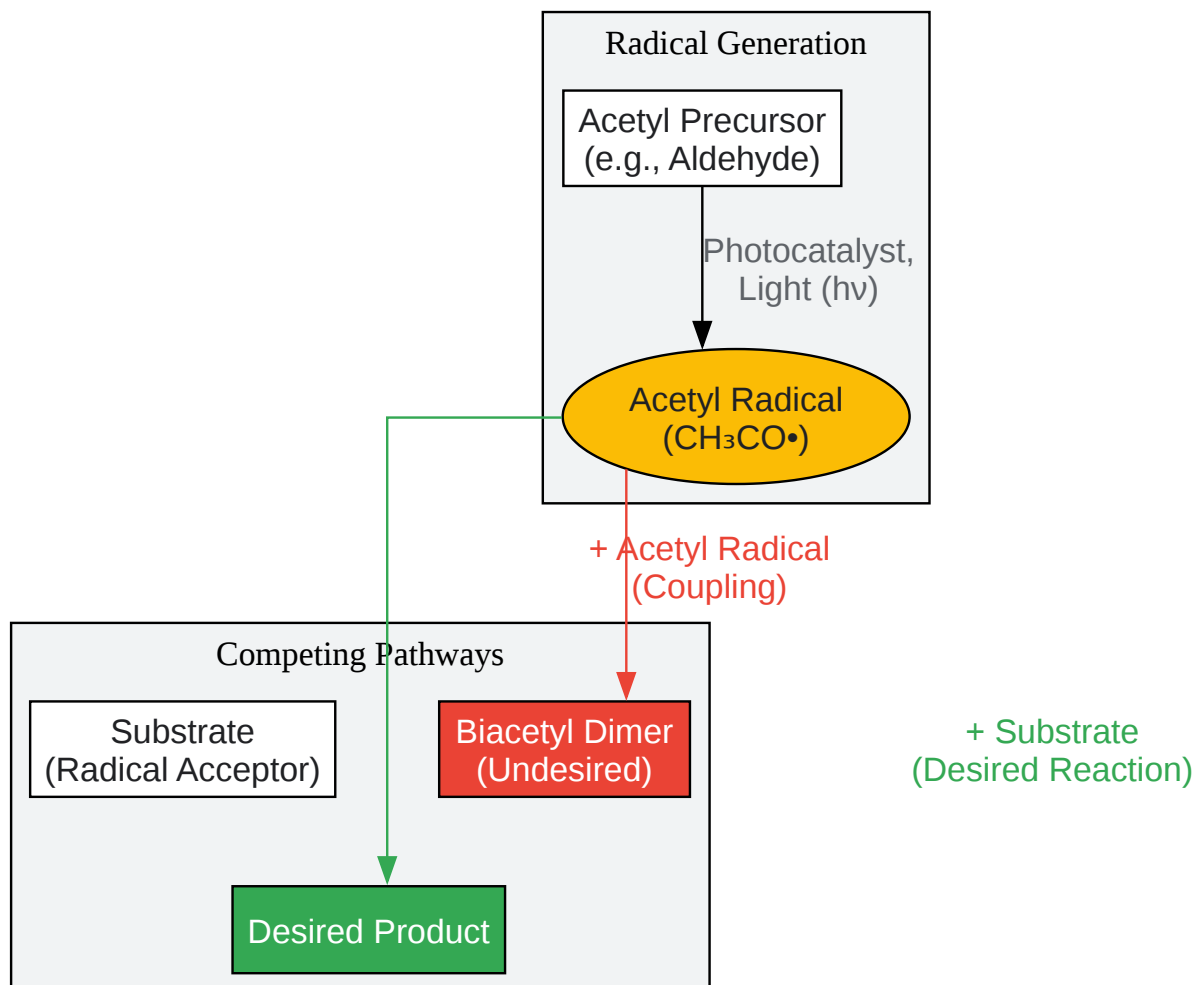 Radical Generation
Acetyl Precursor
(e.g., Aldehyde)
Photocatalyst,
Light (hν)
Acetyl Radical
(CH₃CO•)
+ Acetyl Radical
(Coupling)
Competing Pathways
Substrate
(Radical Acceptor)
Biacetyl Dimer
(Undesired)
+ Substrate
(Desired Reaction)
Desired Product